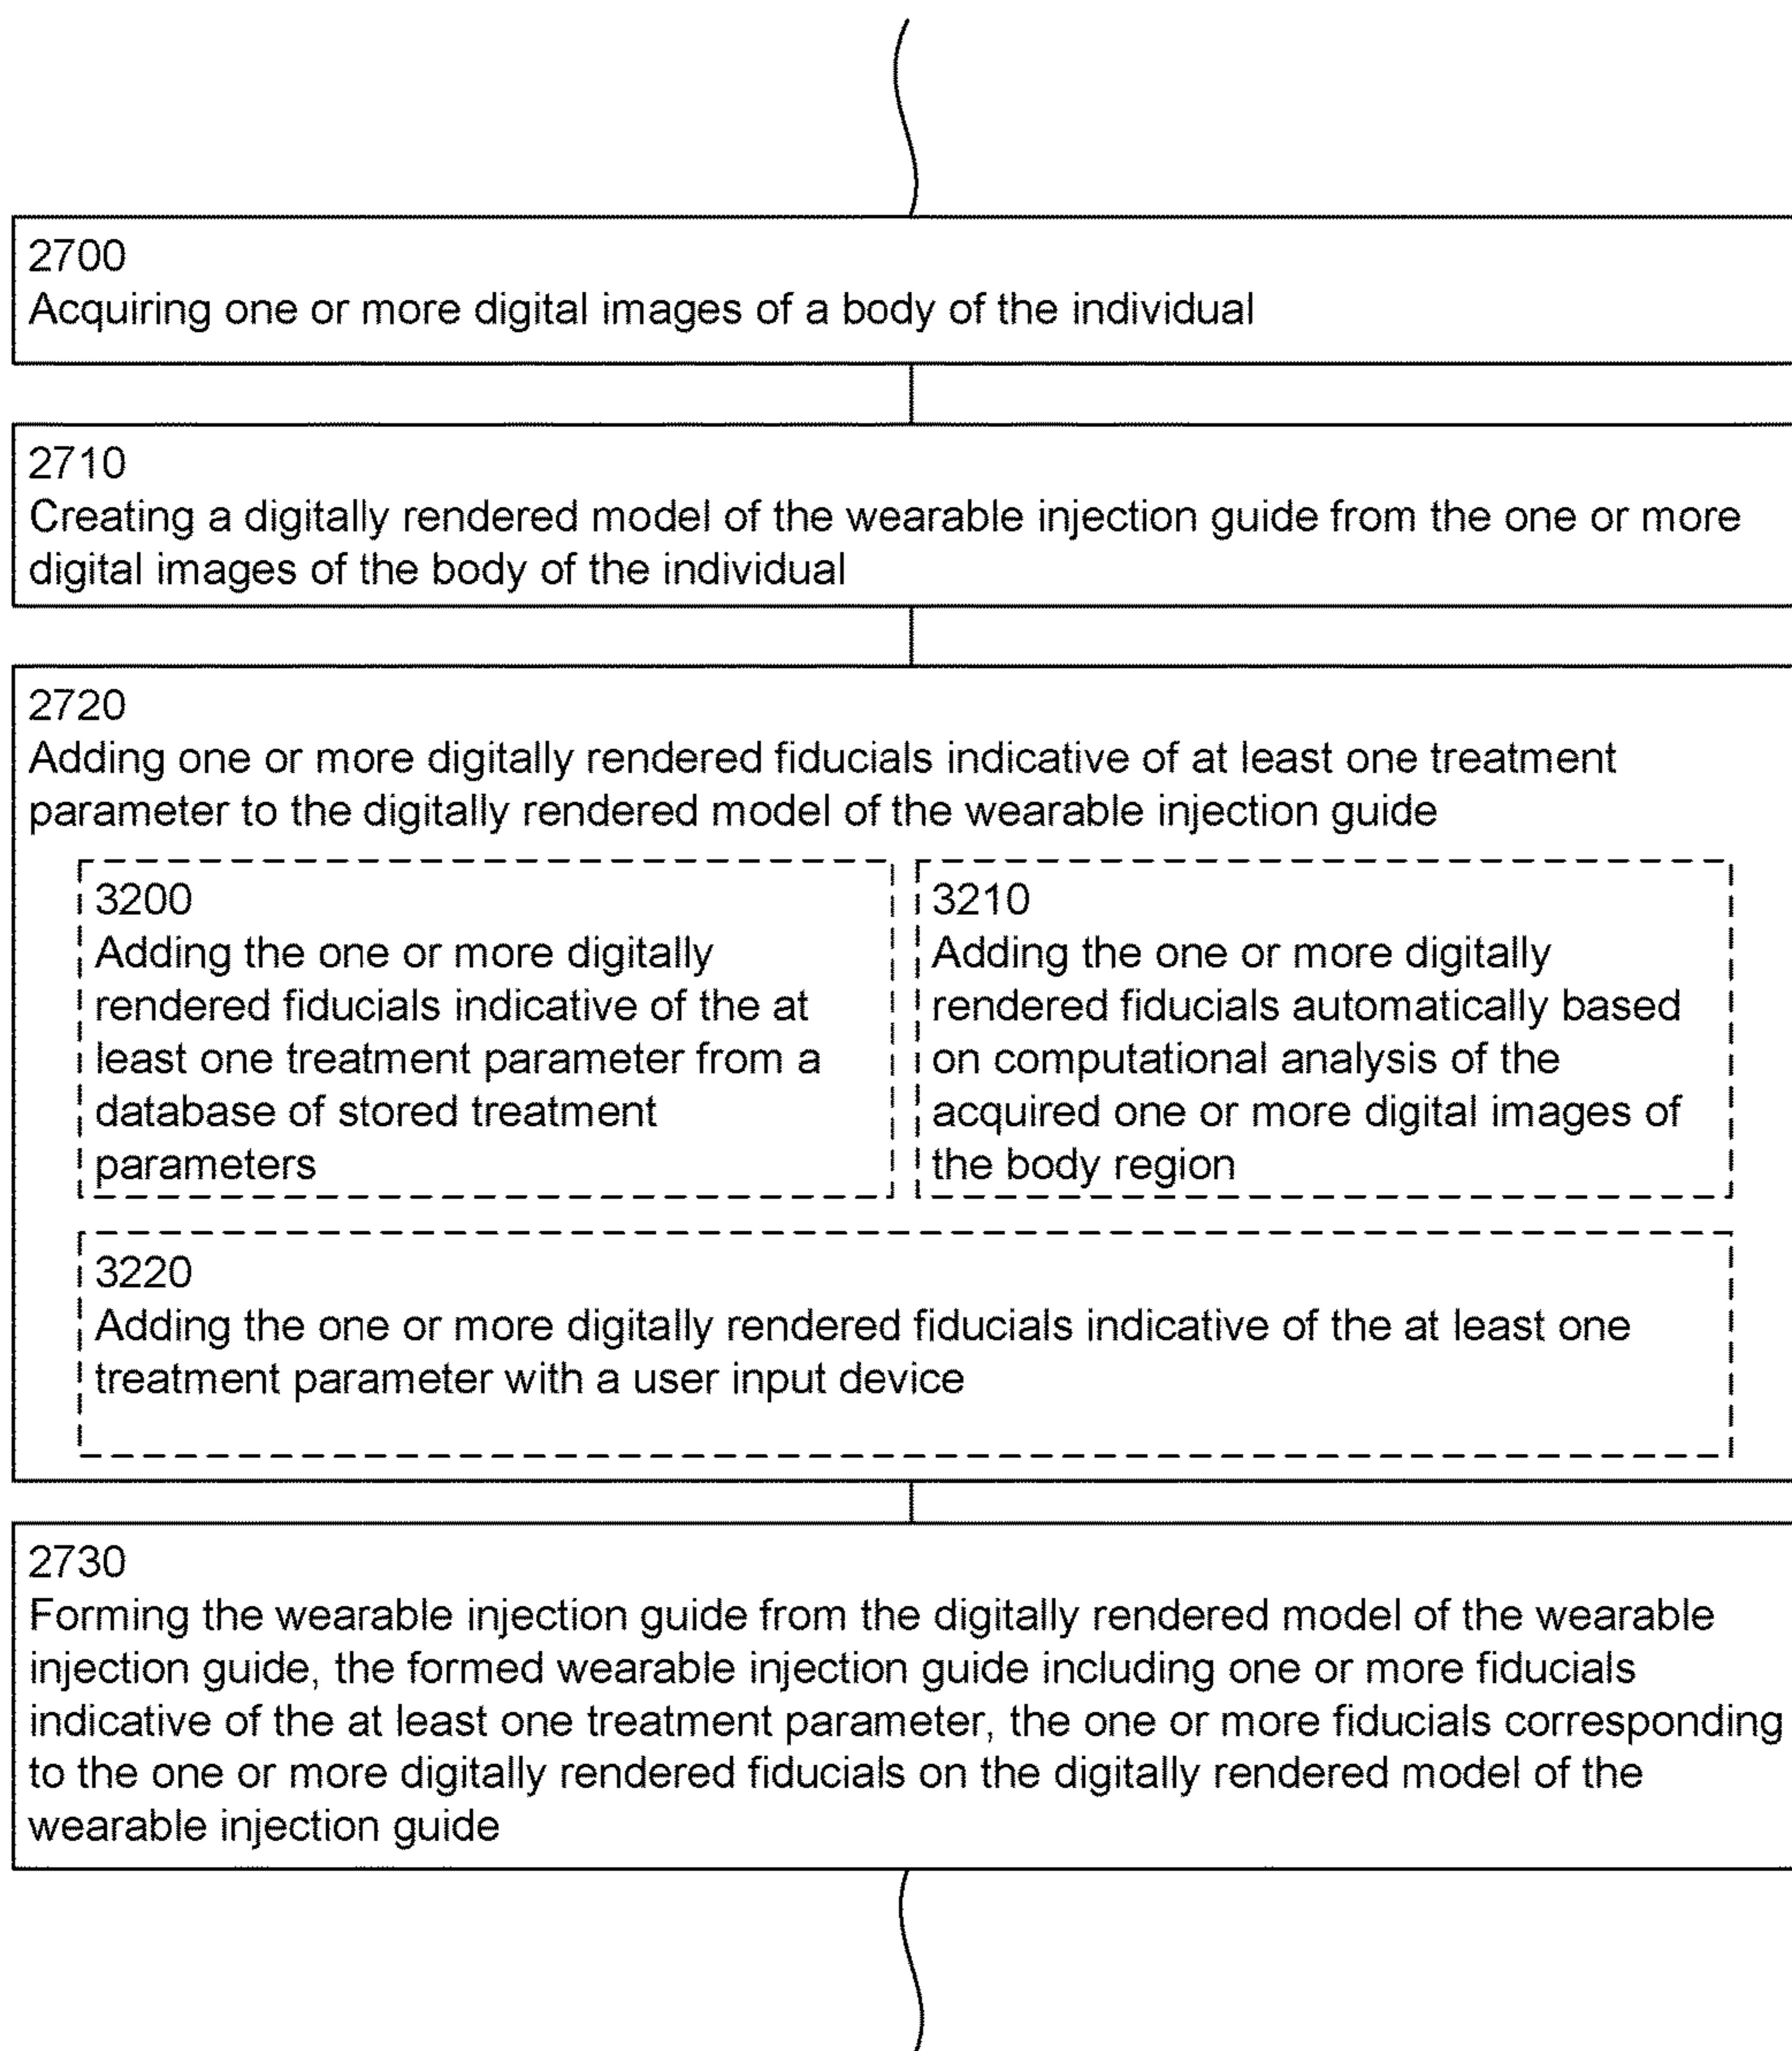 2700
Acquiring one or more digital images of a body of the individual
2710
Creating a digitally rendered model of the wearable injection guide from the one or more
digital images of the body of the individual
2720
Adding one or more digitally rendered fiducials indicative of at least one treatment
parameter to the digitally rendered model of the wearable injection guide
3200
Adding the one or more digitally
rendered fiducials indicative of the at
least one treatment parameter from a
database of stored treatment
parameters
3210
Adding the one or more digitally
rendered fiducials automatically based
on computational analysis of the
acquired one or more digital images of
the body region
3220
Adding the one or more digitally rendered fiducials indicative of the at least one
treatment parameter with a user input device
2730
Forming the wearable injection guide from the digitally rendered model of the wearable
injection guide, the formed wearable injection guide including one or more fiducials
indicative of the at least one treatment parameter, the one or more fiducials corresponding
to the one or more digitally rendered fiducials on the digitally rendered model of the
wearable injection guide